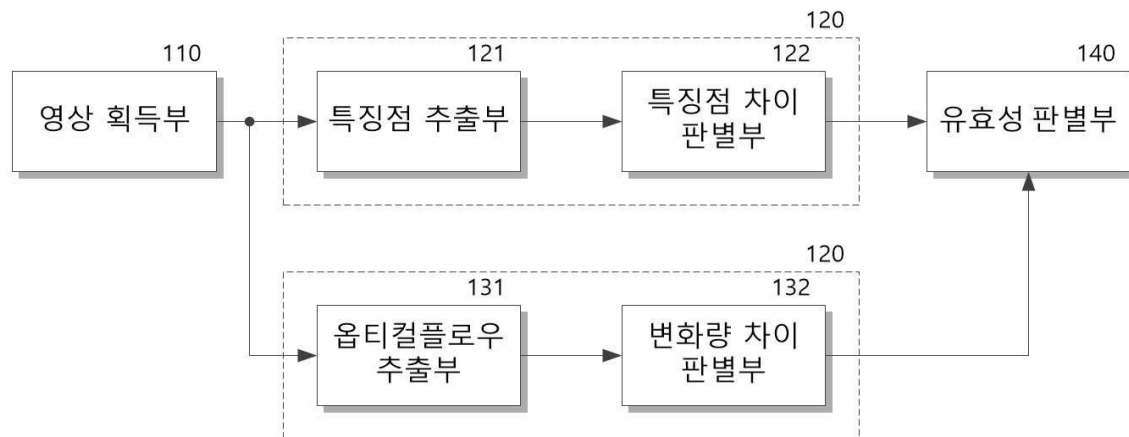 120
110
121
122
140
영상 획득부
특징점 추출부
특징점 차이
판별부
유효성 판별부
120
131
132
옵티컬플로우
추출부
변화량 차이
판별부